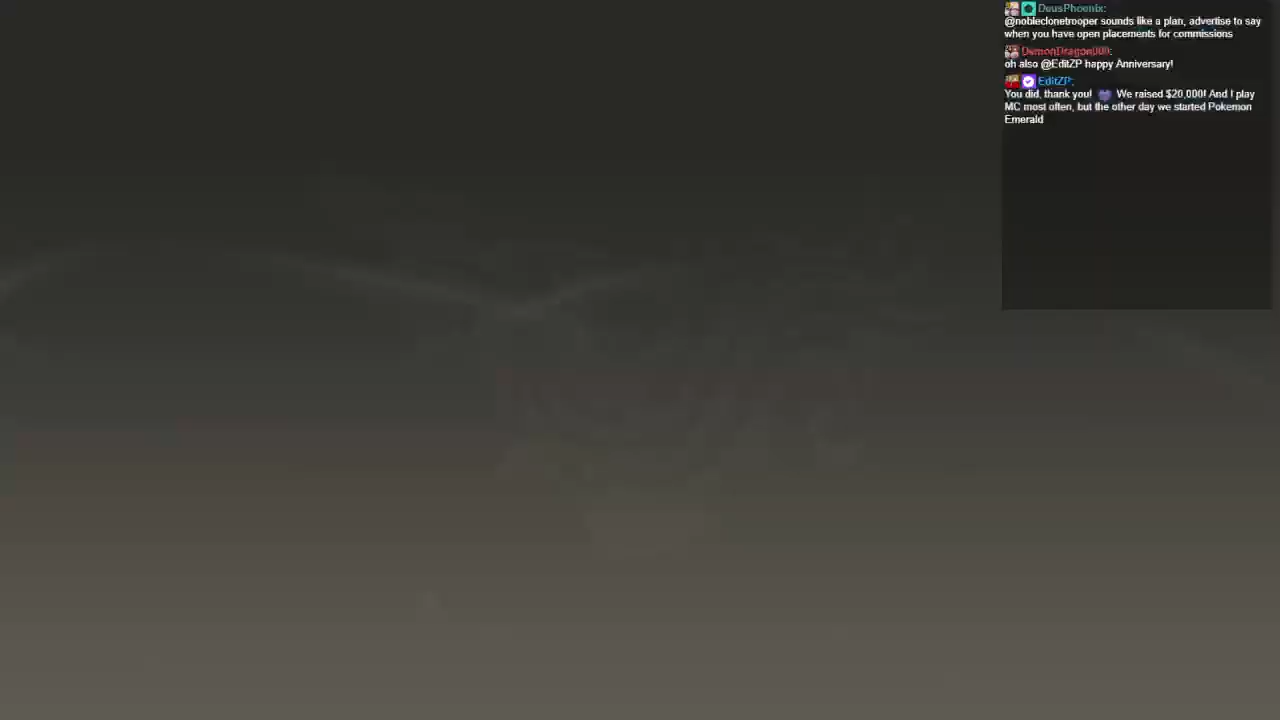 DeusPhoenix:
@nobleclonetrooper sounds like a plan, advertise to say
when you have open placements for commissions
DemonDragon000:
oh also @EditZP happy Anniversary!
EditZP:
You did, thank you! We raised $20,000! And I play
MC most often, but the other day we started Pokemon
Emerald